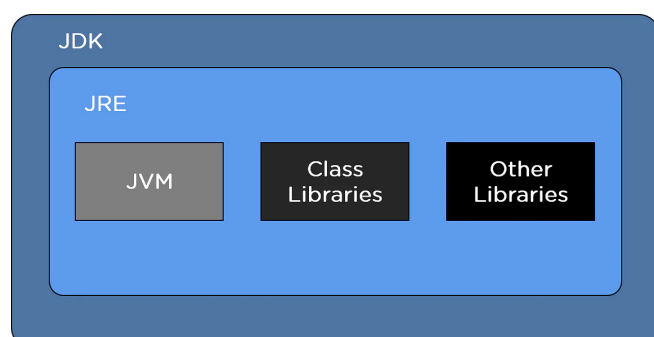 JDK
JRE
JVM
Class
Libraries
Other
Libraries